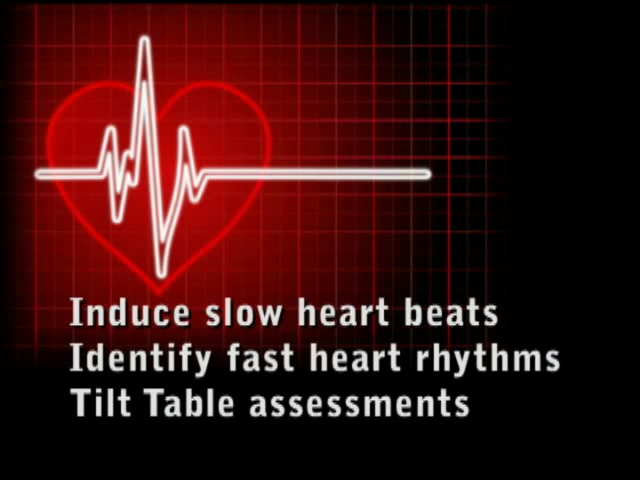 Induce slow heart beats
Identify fast heart rhythms
Tilt Table assessments